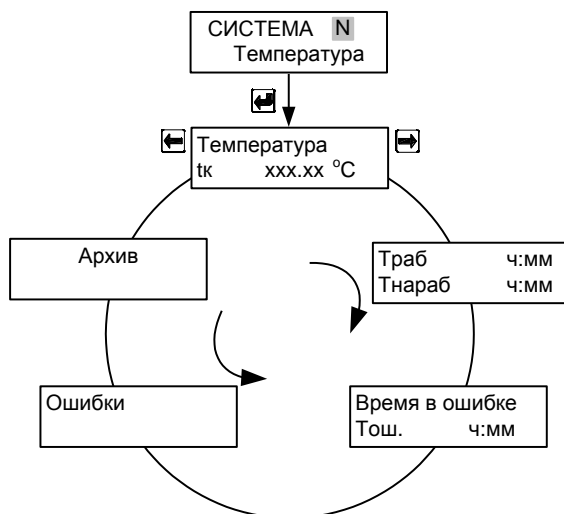 СИСТЕМА N
Температура
Температура
tк xxx.xx °C
Архив
Траб ч:мм
Тнараб ч:мм
Ошибки
Время в ошибке
Тош. ч:мм